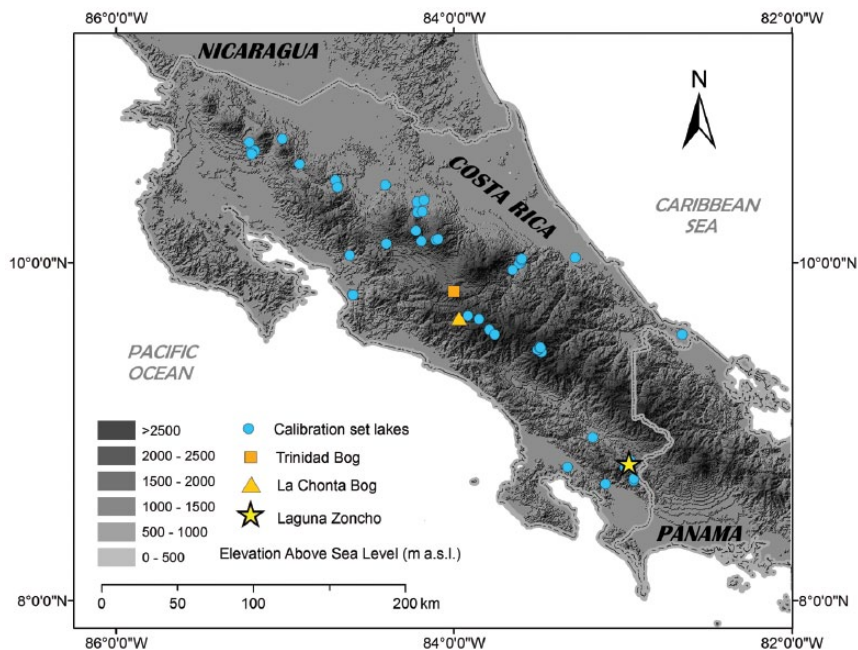 86°0'0"W 84°0'0"W 82°0'0"W
NICARAGUA
N
COSTA RICA
CARIBBEAN
SEA
10°0'0"N 10°0'0"N
PACIFIC
OCEAN
>2500
2000 - 2500
1500 - 2000
1000 - 1500
500 - 1000
0 - 500
Calibration set lakes
Trinidad Bog
La Chonta Bog
Laguna Zoncho
Elevation Above Sea Level (m a.s.l.)
PANAMA
0 50 100 200 km
8°0'0"N 8°0'0"N
86°0'0"W 84°0'0"W 82°0'0"W